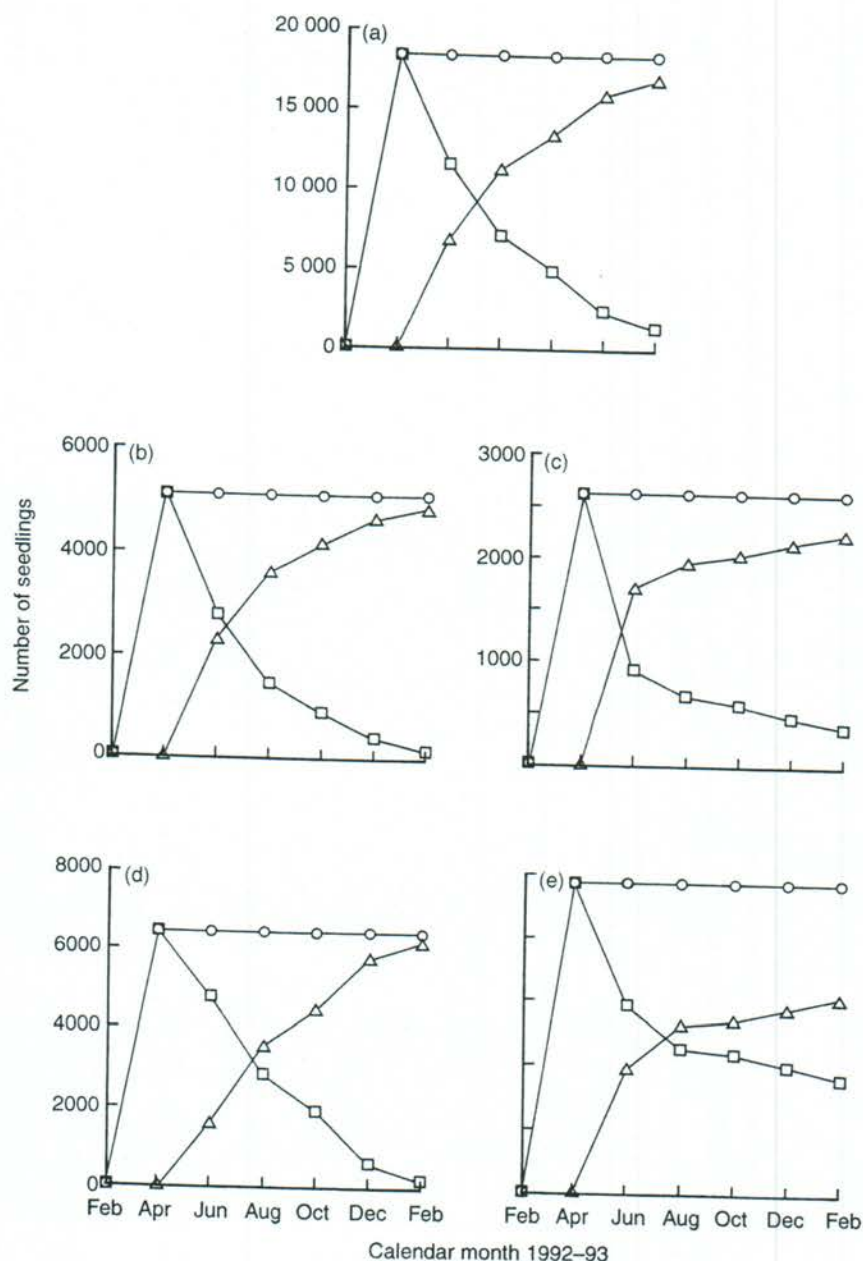 (a)
20 000
15 000
10 000
5 000
0
(b)
6000
4000
2000
0
(c)
3000
2000
1000
Number of seedlings
(d)
8000
6000
4000
2000
0
Feb Apr Jun Aug Oct Dec Feb
(e)
Feb Apr Jun Aug Oct Dec Feb
Calendar month 1992–93